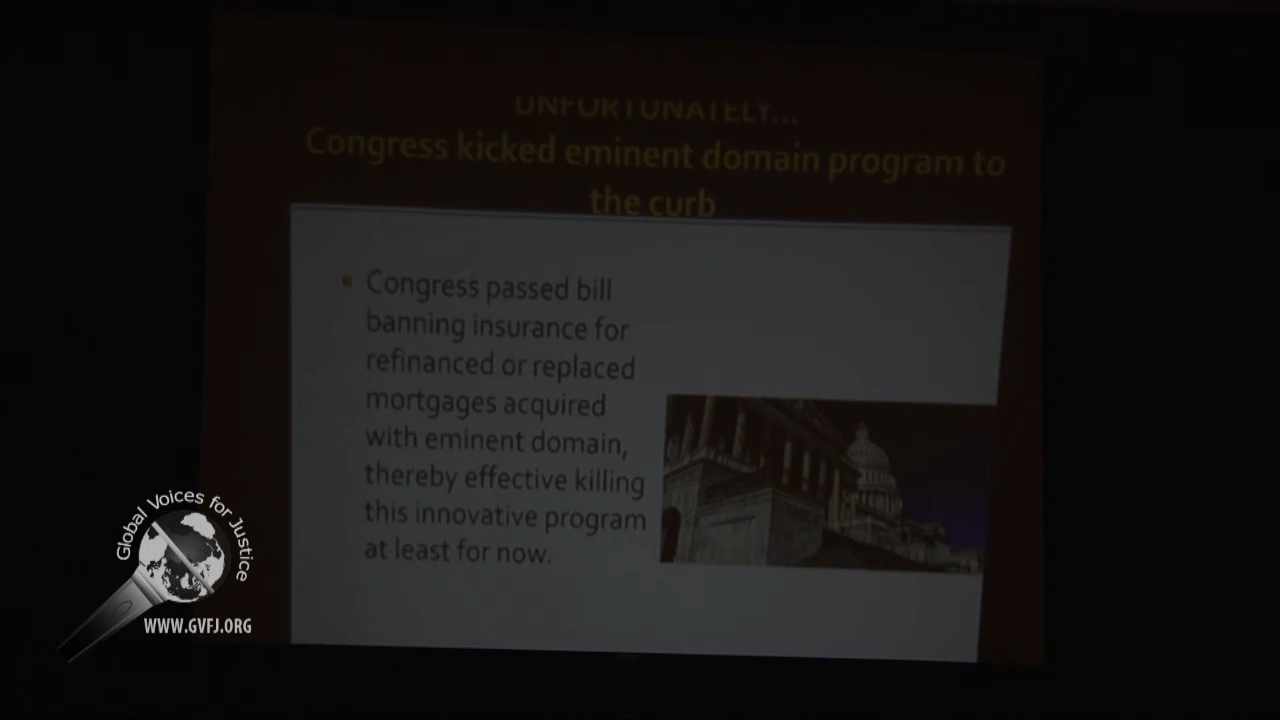 UNFORTUNATELY...
Congress kicked eminent domain program to
the curb
Congress passed bill
banning insurance for
refinanced or replaced
mortgages acquired
with eminent domain,
thereby effective killing
this innovative program
at least for now.
Global Voices for Justice
WWW.GVFJ.ORG